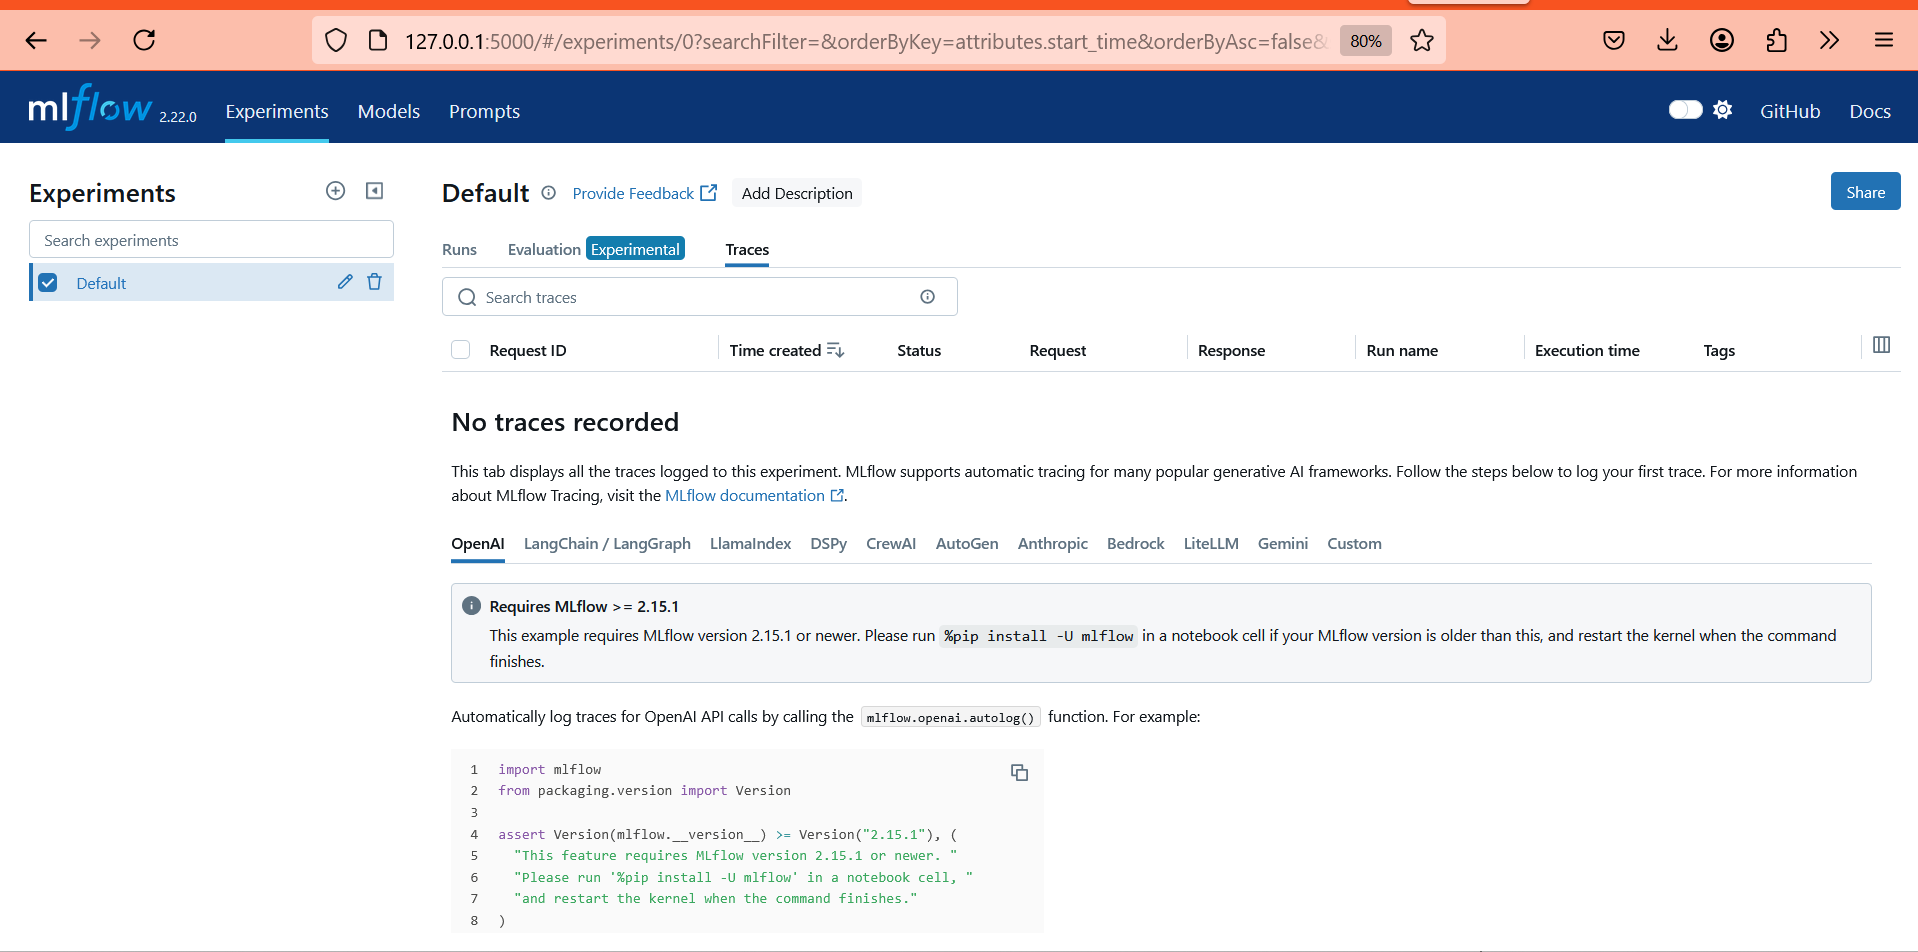 127.0.0.1:5000/#/experiments/0?searchFilter=&orderByKey=attributes.start_time&orderByAsc=false& 80%
mlflow 2.22.0 Experiments Models Prompts GitHub Docs
Experiments
Search experiments
Default
Default Provide Feedback Add Description Share
Runs Evaluation Experimental Traces
Search traces
Request ID Time created Status Request Response Run name Execution time Tags
No traces recorded
This tab displays all the traces logged to this experiment. MLflow supports automatic tracing for many popular generative AI frameworks. Follow the steps below to log your first trace. For more information
about MLflow Tracing, visit the MLflow documentation.
OpenAI LangChain / LangGraph LlamaIndex DSPy CrewAI AutoGen Anthropic Bedrock LiteLLM Gemini Custom
Requires MLflow >= 2.15.1
This example requires MLflow version 2.15.1 or newer. Please run %pip install -U mlflow in a notebook cell if your MLflow version is older than this, and restart the kernel when the command
finishes.
Automatically log traces for OpenAI API calls by calling the mlflow.openai.autolog() function. For example:
1 import mlflow
2 from packaging.version import Version
3
4 assert Version(mlflow.__version__) >= Version("2.15.1"), (
5 "This feature requires MLflow version 2.15.1 or newer. "
6 "Please run '%pip install -U mlflow' in a notebook cell, "
7 "and restart the kernel when the command finishes."
8 )